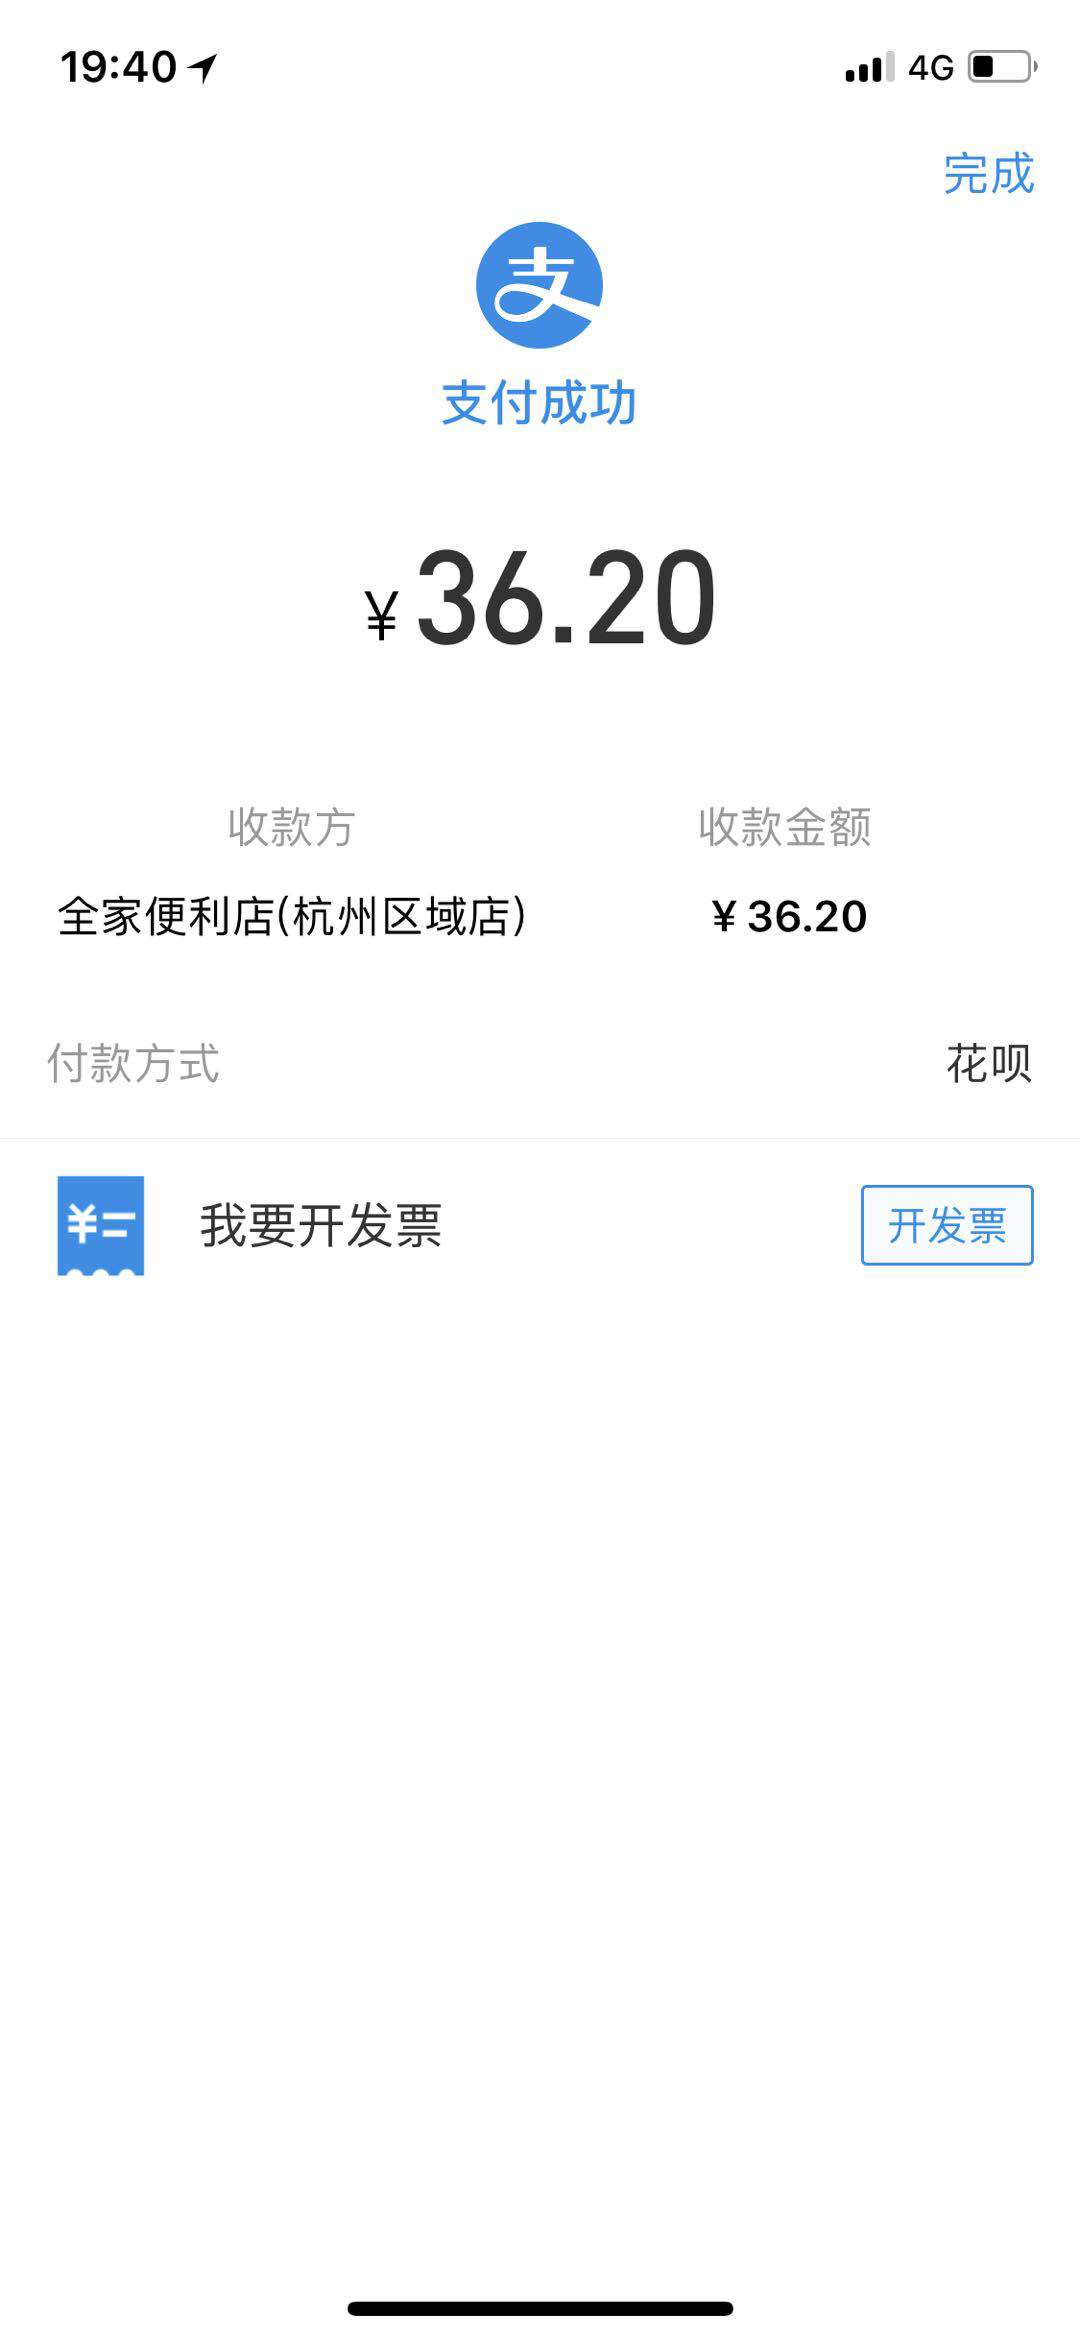 19:40 4G
完成
支
支付成功
¥36.20
收款方 收款金额
全家便利店(杭州区域店) ¥ 36.20
付款方式 花呗
¥ 我要开发票 开发票